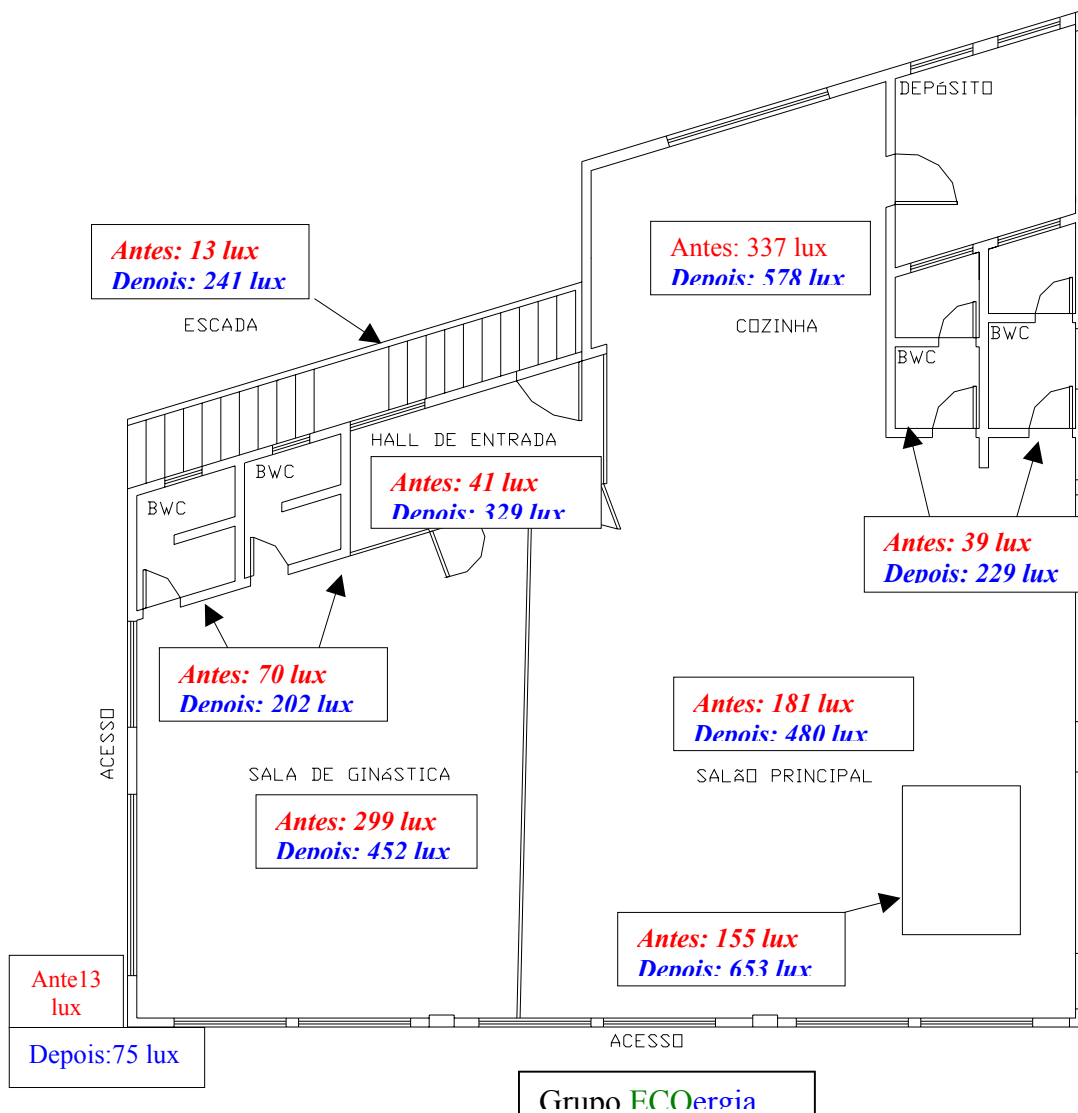 DEPóSITO
Antes: 13 lux
Depois: 241 lux
Antes: 337 lux
Depois: 578 lux
ESCADA
COZINHA
BWC
BWC
HALL DE ENTRADA
BWC
BWC
Antes: 41 lux
Depois: 329 lux
Antes: 39 lux
Depois: 229 lux
Antes: 70 lux
Depois: 202 lux
Antes: 181 lux
Depois: 480 lux
ACESSO
SALA DE GINáSTICA
SALãO PRINCIPAL
Antes: 299 lux
Depois: 452 lux
Antes: 155 lux
Depois: 653 lux
Ante13
lux
Depois:75 lux
ACESSO
Grupo ECOergia